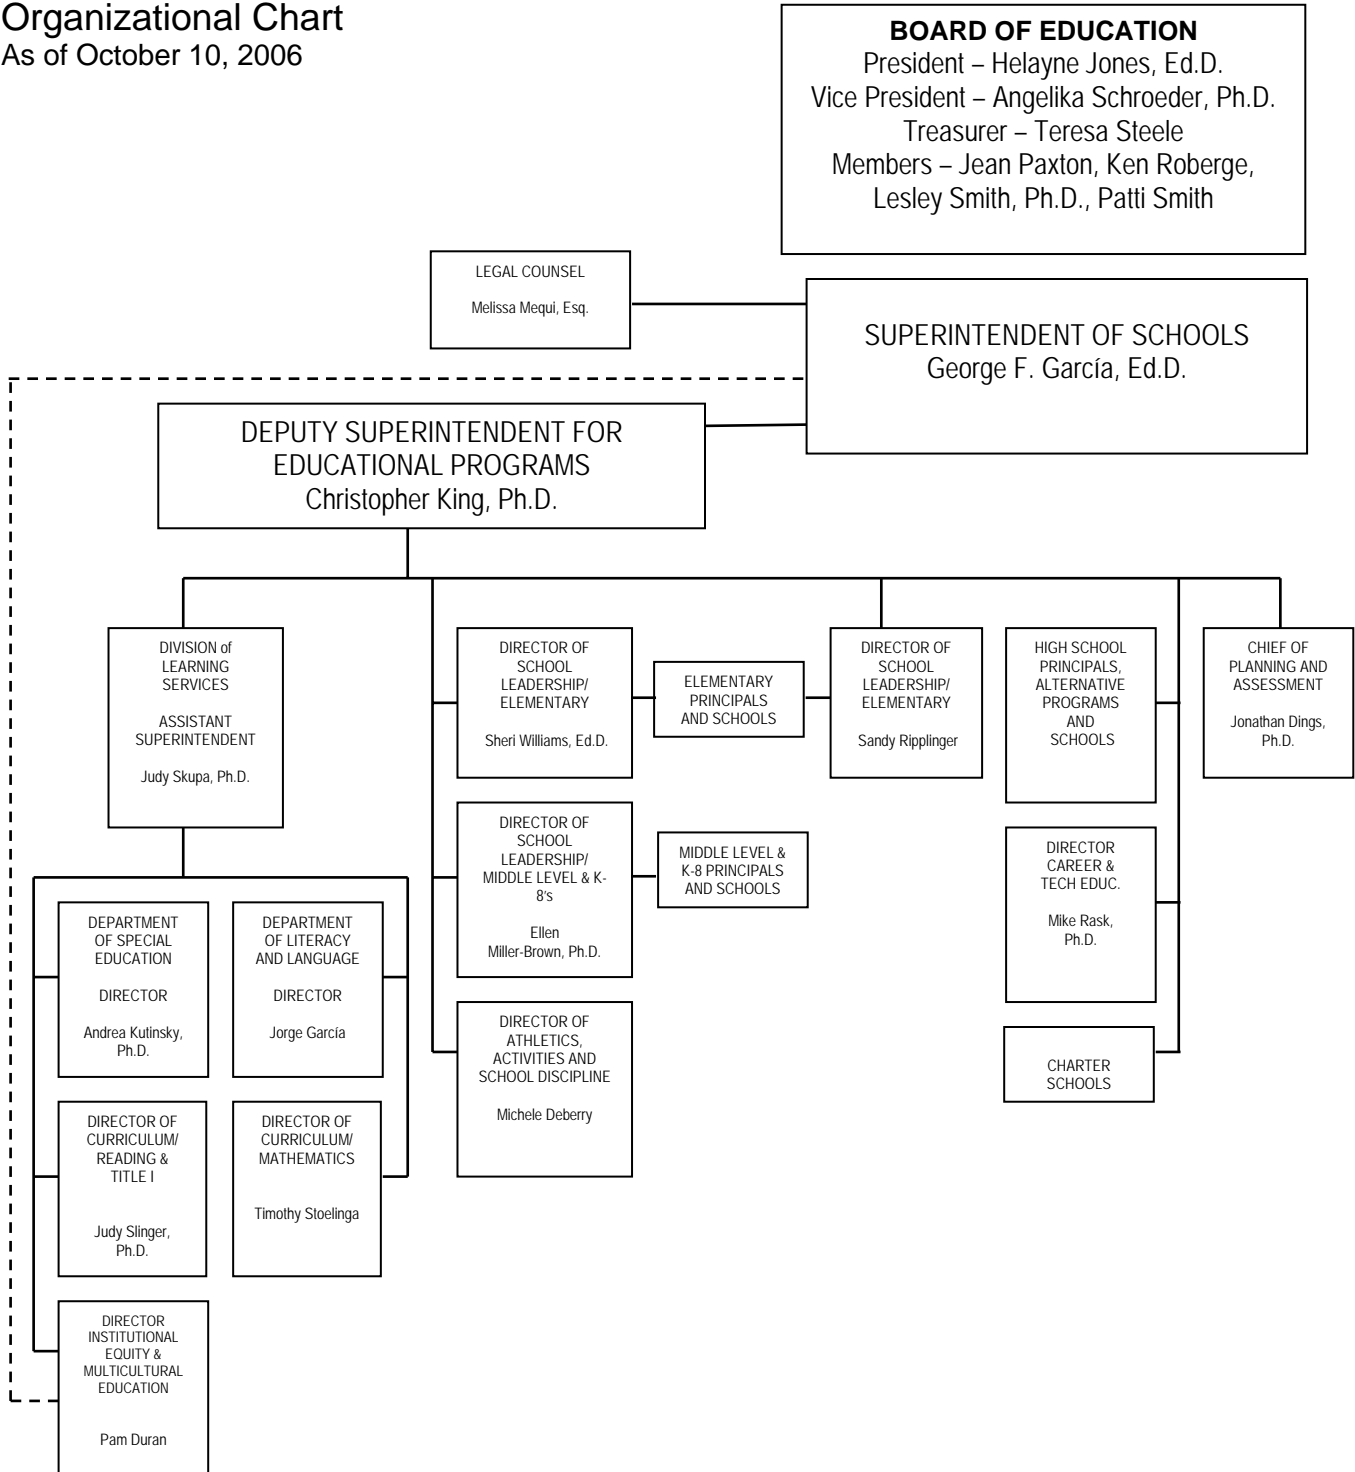 Organizational Chart
As of October 10, 2006
BOARD OF EDUCATION
President – Helayne Jones, Ed.D.
Vice President – Angelika Schroeder, Ph.D.
Treasurer – Teresa Steele
Members – Jean Paxton, Ken Roberge,
Lesley Smith, Ph.D., Patti Smith
LEGAL COUNSEL
Melissa Mequi, Esq.
SUPERINTENDENT OF SCHOOLS
George F. García, Ed.D.
DEPUTY SUPERINTENDENT FOR
EDUCATIONAL PROGRAMS
Christopher King, Ph.D.
DIVISION of
LEARNING
SERVICES
ASSISTANT
SUPERINTENDENT
Judy Skupa, Ph.D.
DIRECTOR OF
SCHOOL
LEADERSHIP/
ELEMENTARY
Sheri Williams, Ed.D.
ELEMENTARY
PRINCIPALS
AND SCHOOLS
DIRECTOR OF
SCHOOL
LEADERSHIP/
ELEMENTARY
Sandy Ripplinger
HIGH SCHOOL
PRINCIPALS,
ALTERNATIVE
PROGRAMS
AND
SCHOOLS
CHIEF OF
PLANNING AND
ASSESSMENT
Jonathan Dings,
Ph.D.
DIRECTOR OF
SCHOOL
LEADERSHIP/
MIDDLE LEVEL & K-
8's
Ellen
Miller-Brown, Ph.D.
MIDDLE LEVEL &
K-8 PRINCIPALS
AND SCHOOLS
DIRECTOR
CAREER &
TECH EDUC.
Mike Rask,
Ph.D.
DEPARTMENT
OF SPECIAL
EDUCATION
DIRECTOR
Andrea Kutinsky,
Ph.D.
DEPARTMENT
OF LITERACY
AND LANGUAGE
DIRECTOR
Jorge García
DIRECTOR OF
ATHLETICS,
ACTIVITIES AND
SCHOOL DISCIPLINE
Michele Deberry
CHARTER
SCHOOLS
DIRECTOR OF
CURRICULUM/
READING &
TITLE I
Judy Slinger,
Ph.D.
DIRECTOR OF
CURRICULUM/
MATHEMATICS
Timothy Stoelinga
DIRECTOR
INSTITUTIONAL
EQUITY &
MULTICULTURAL
EDUCATION
Pam Duran